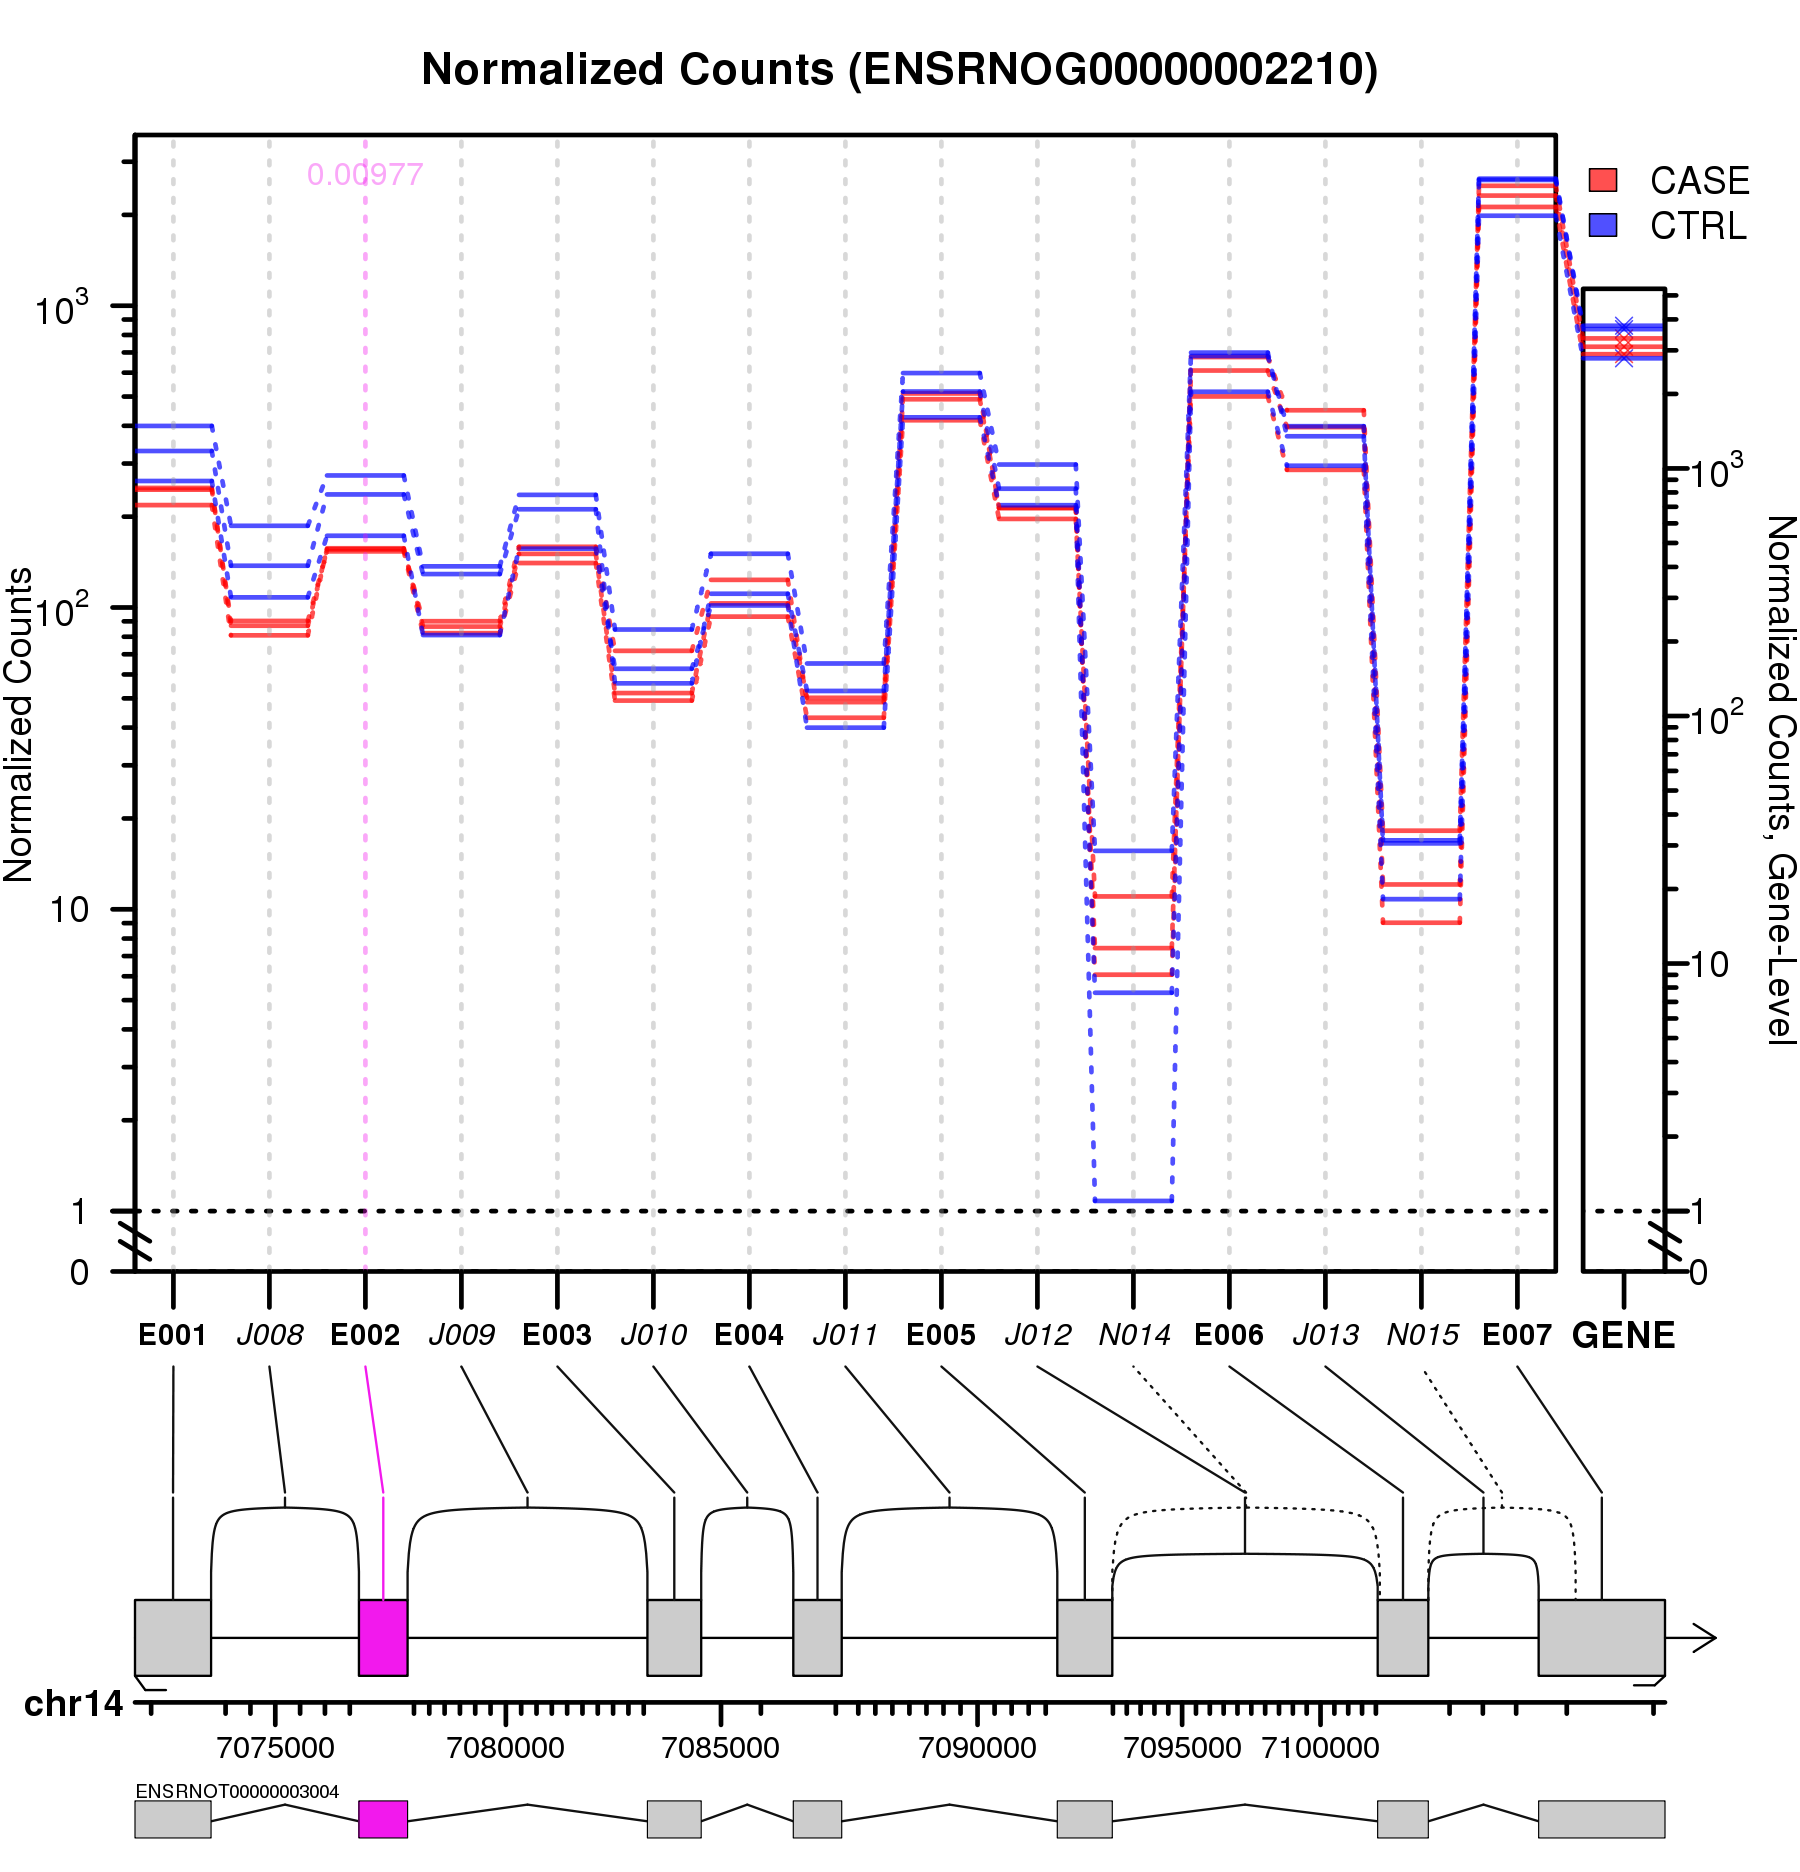 Normalized Counts (ENSRNOG00000002210)
0.00977
CASE
CTRL
Normalized Counts
10³
10²
10
1
0
10³
10²
10
1
0
Normalized Counts, Gene-Level
E001 J008 E002 J009 E003 J010 E004 J011 E005 J012 N014 E006 J013 N015 E007 GENE
chr14
7075000 7080000 7085000 7090000 7095000 7100000
ENSRNOT00000003004